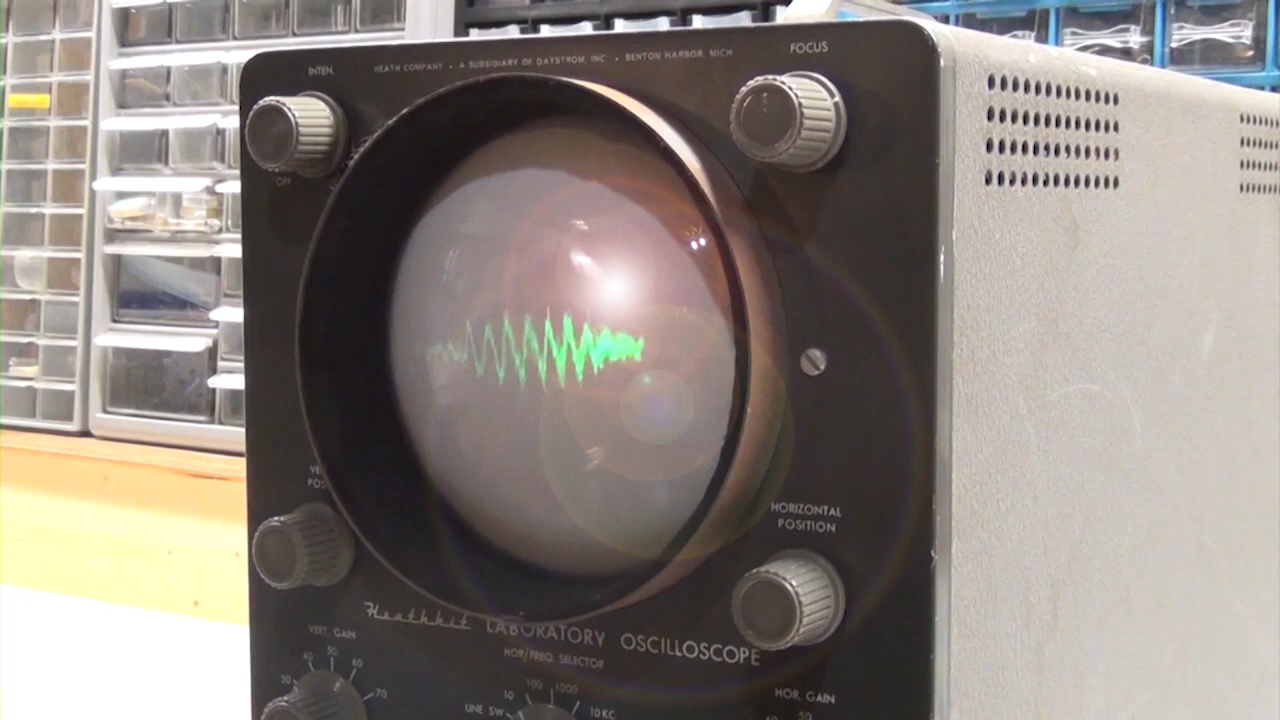 INTEN.
HEATH COMPANY • A SUBSIDIARY OF DAYSTROM, INC. • BENTON HARBOR, MICH
FOCUS
OFF
HORIZONTAL
POSITION
Heathkit LABORATORY OSCILLOSCOPE
VERT. GAIN
30 40 50 60 70
HOR/FREQ. SELECTOR
LINE SW. 10 100 1000 10KC
HOR. GAIN
50